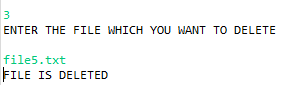 3
ENTER THE FILE WHICH YOU WANT TO DELETE
file5.txt
FILE IS DELETED